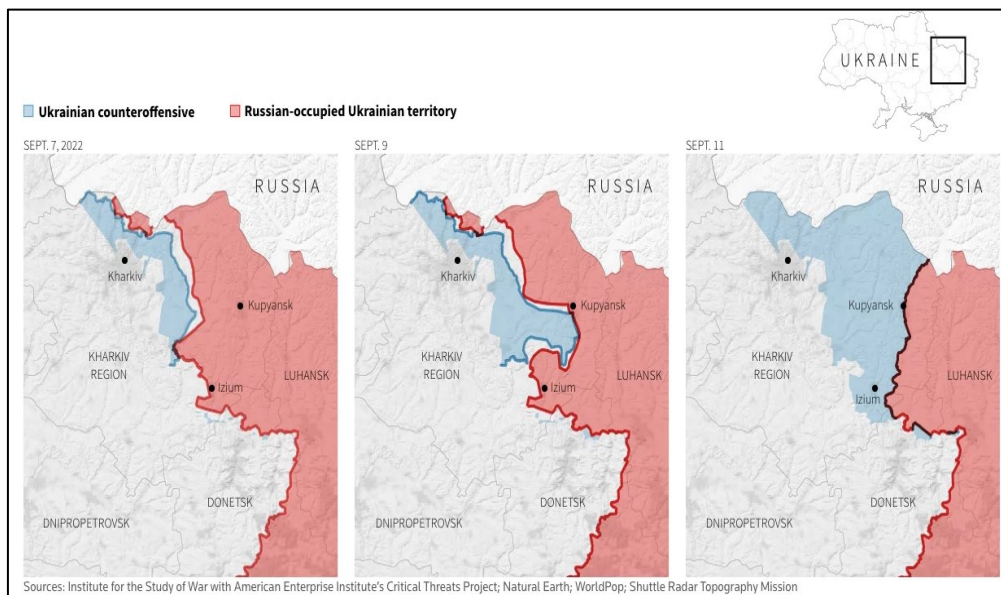 UKRAINE
Ukrainian counteroffensive
Russian-occupied Ukrainian territory
SEPT. 7, 2022
RUSSIA
Kharkiv
Kupyansk
KHARKIV
REGION
LUHANSK
Izium
DONETSK
DNIPROPETROVSK
SEPT. 9
RUSSIA
Kharkiv
Kupyansk
KHARKIV
REGION
LUHANSK
Izium
DONETSK
DNIPROPETROVSK
SEPT. 11
RUSSIA
Kharkiv
Kupyansk
KHARKIV
REGION
LUHANSK
Izium
DONETSK
DNIPROPETROVSK
Sources: Institute for the Study of War with American Enterprise Institute's Critical Threats Project; Natural Earth; WorldPop; Shuttle Radar Topography Mission